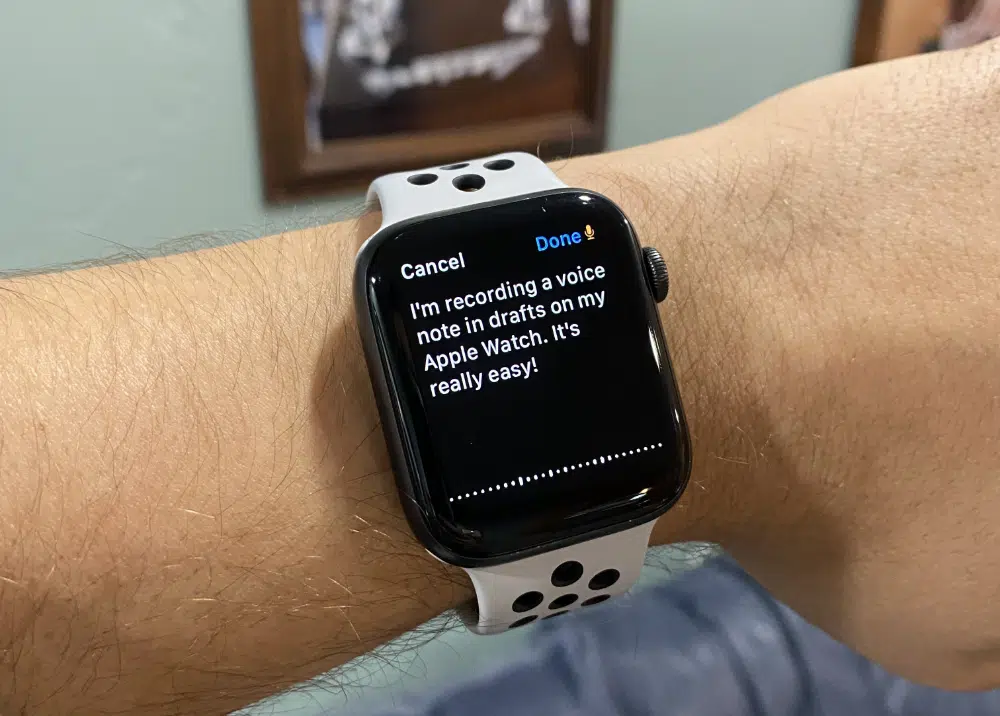 Cancel
Done
I'm recording a voice
note in drafts on my
Apple Watch. It's
really easy!